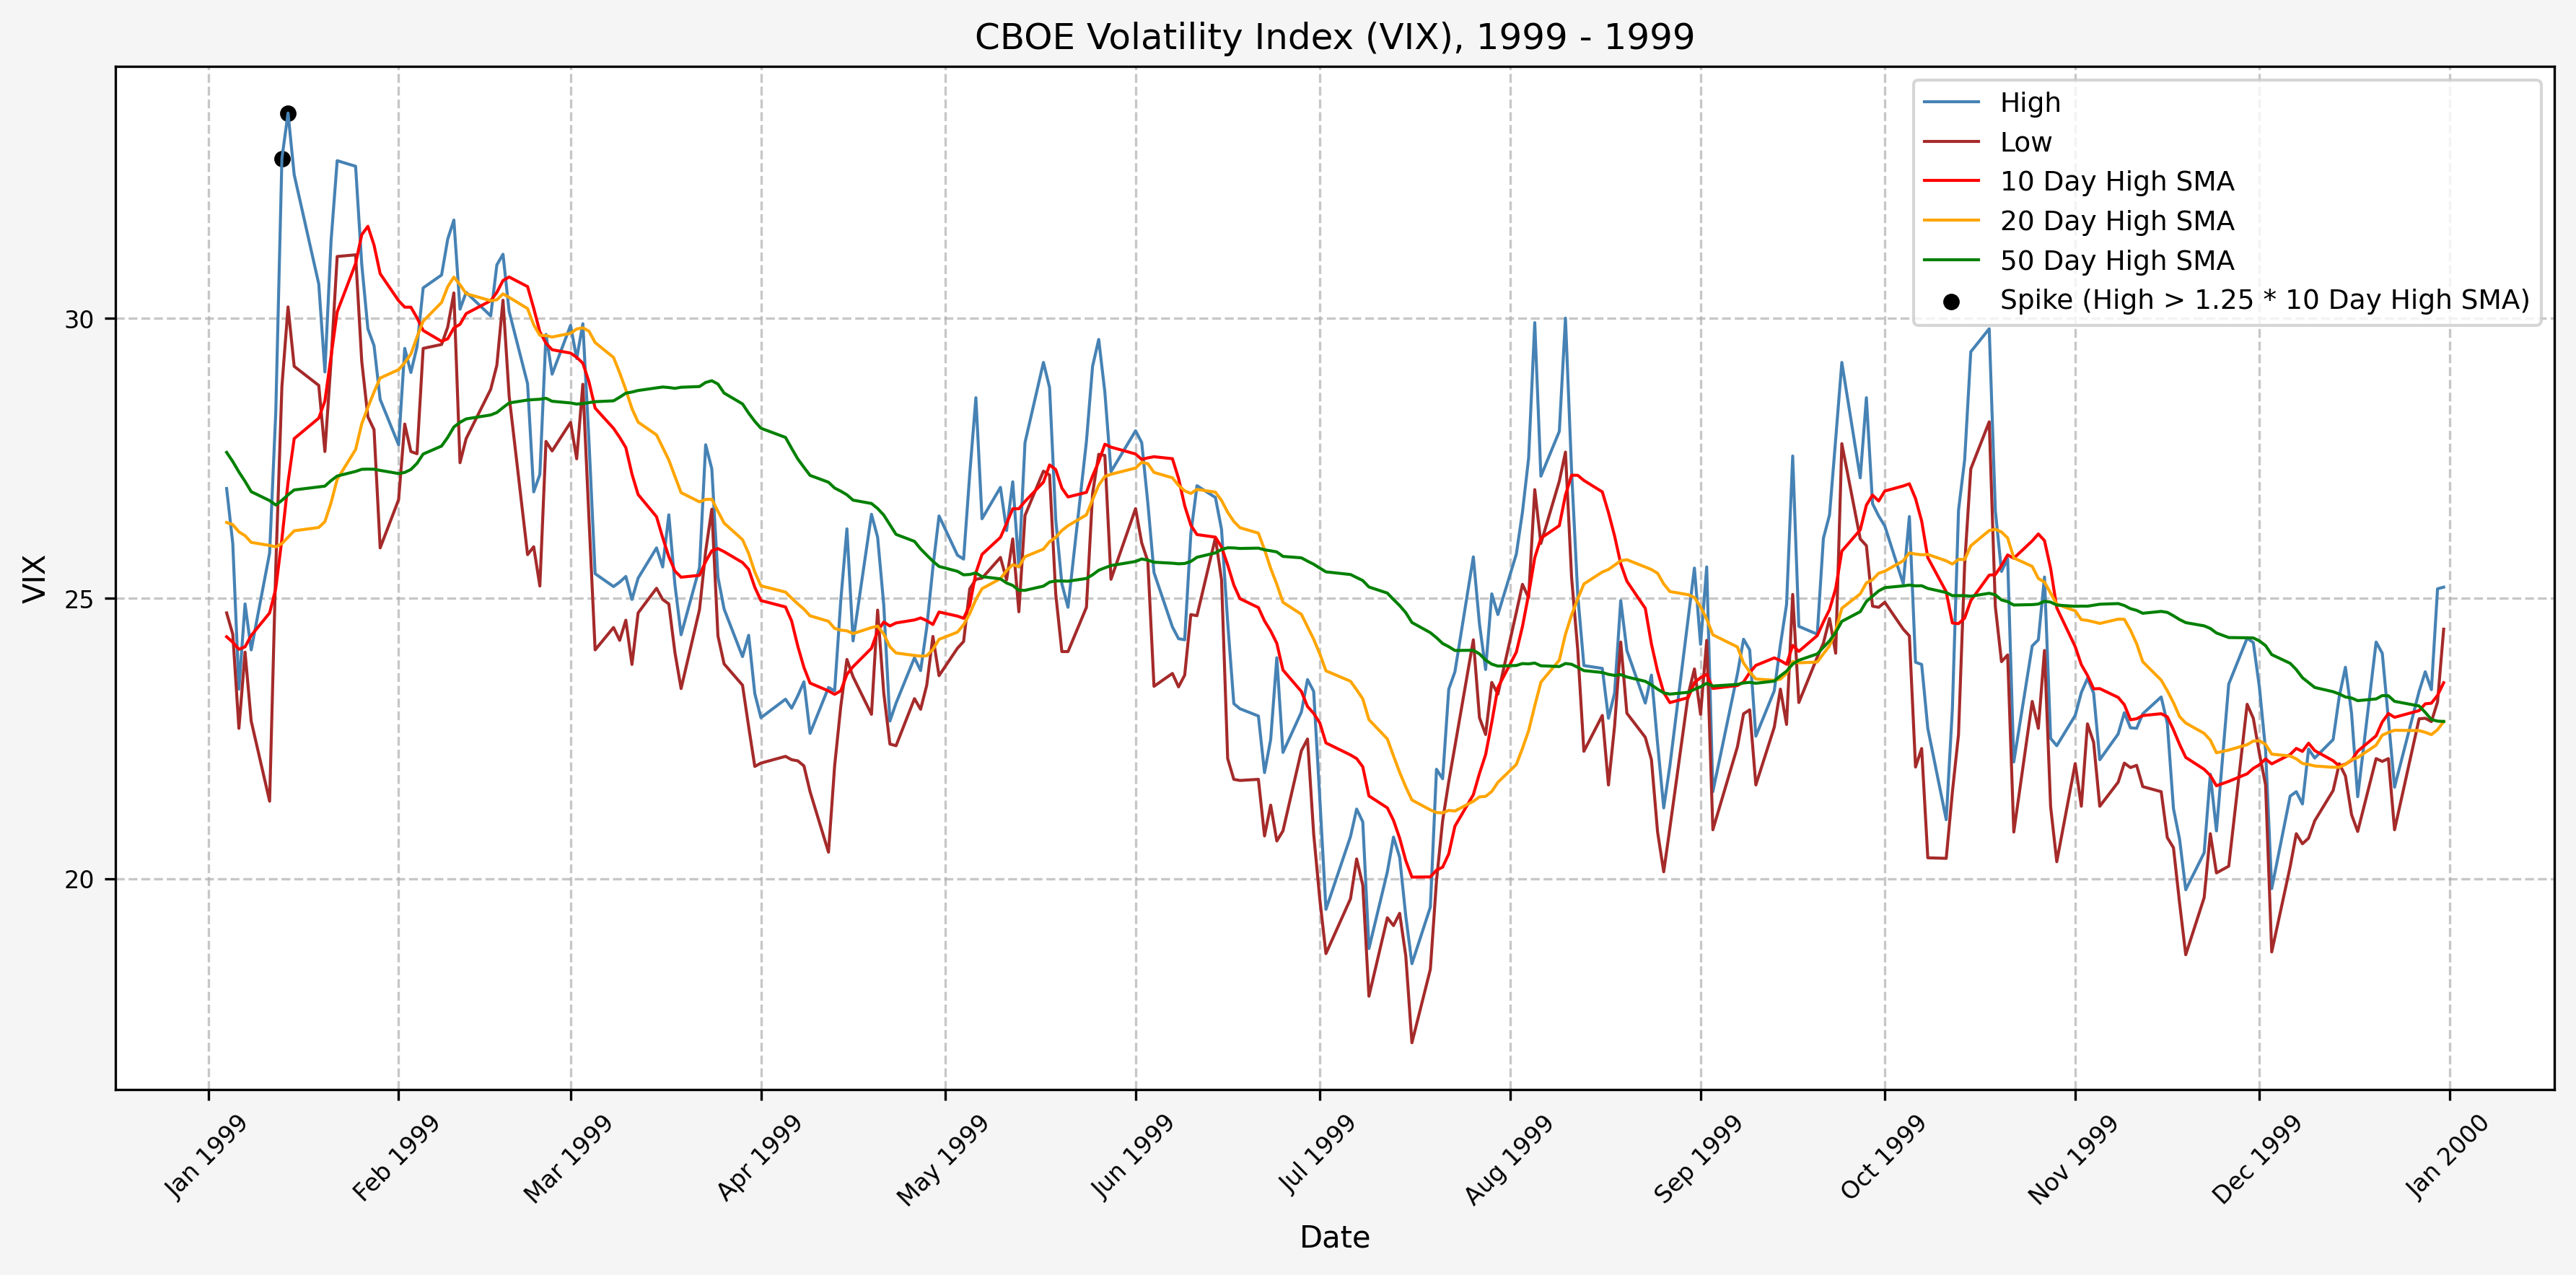 CBOE Volatility Index (VIX), 1999 - 1999
High
Low
10 Day High SMA
20 Day High SMA
50 Day High SMA
Spike (High > 1.25 * 10 Day High SMA)
VIX
30
25
20
Jan 1999
Feb 1999
Mar 1999
Apr 1999
May 1999
Jun 1999
Jul 1999
Aug 1999
Sep 1999
Oct 1999
Nov 1999
Dec 1999
Jan 2000
Date